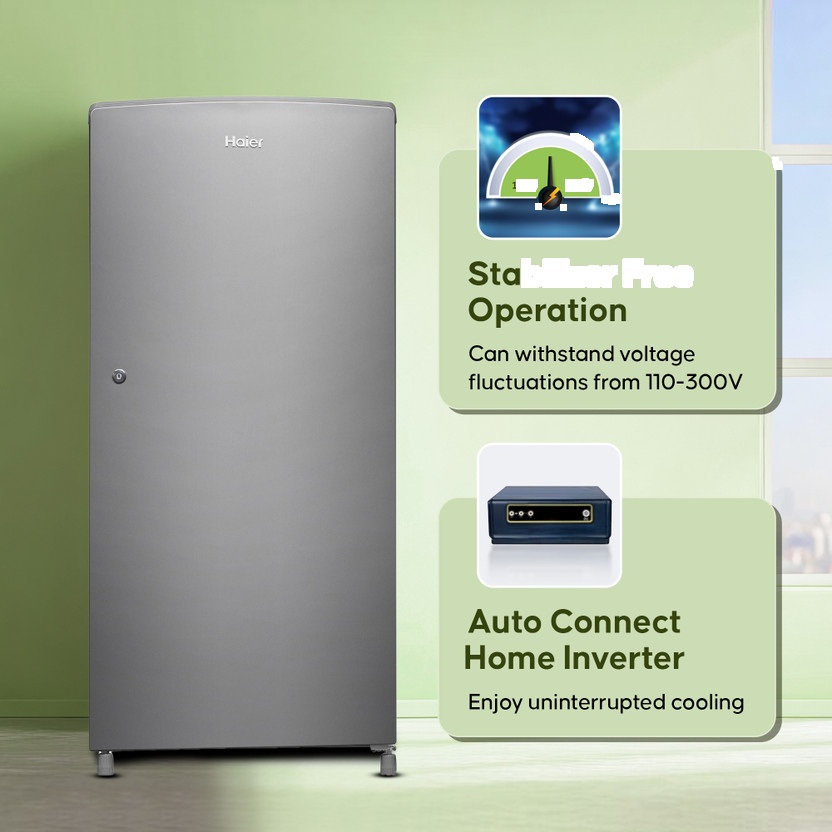 Haier
Operation
Can withstand voltage
fluctuations from 110-300V
Auto Connect
Home Inverter
Enjoy uninterrupted cooling